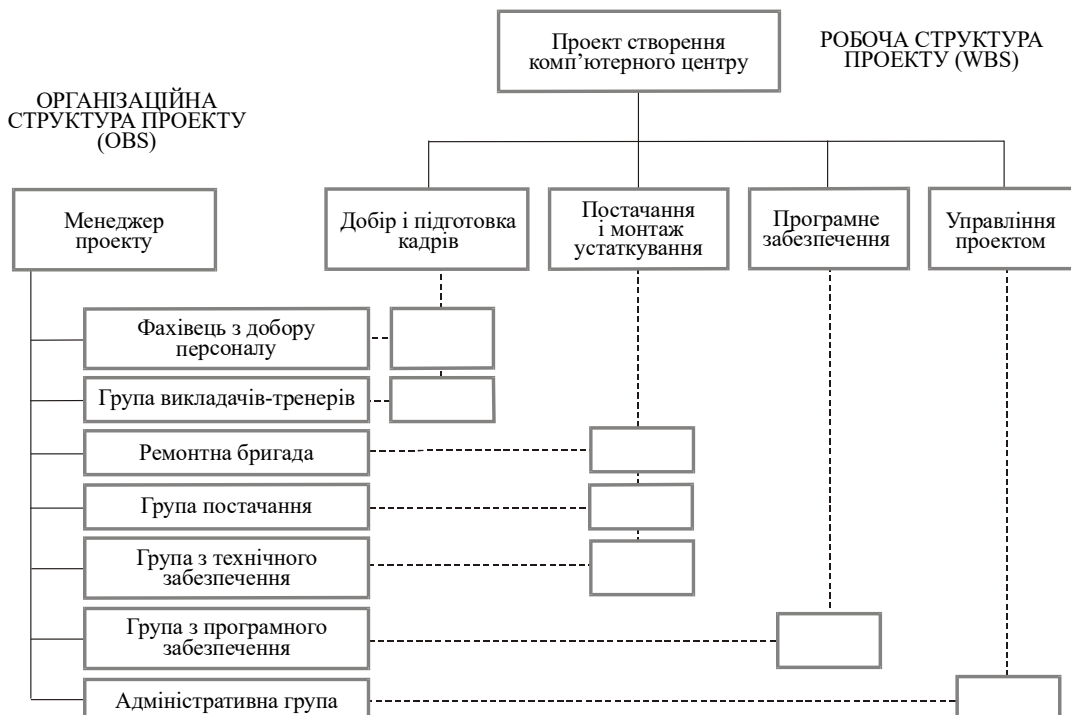 Проект створення
комп’ютерного центру
РОБОЧА СТРУКТУРА
ПРОЕКТУ (WBS)
ОРГАНІЗАЦІЙНА
СТРУКТУРА ПРОЕКТУ
(OBS)
Менеджер
проекту
Добір і підготовка
кадрів
Постачання
і монтаж
устаткування
Програмне
забезпечення
Управління
проектом
Фахівець з добору
персоналу
Група викладачів-тренерів
Ремонтна бригада
Група постачання
Група з технічного
забезпечення
Група з програмного
забезпечення
Адміністративна група